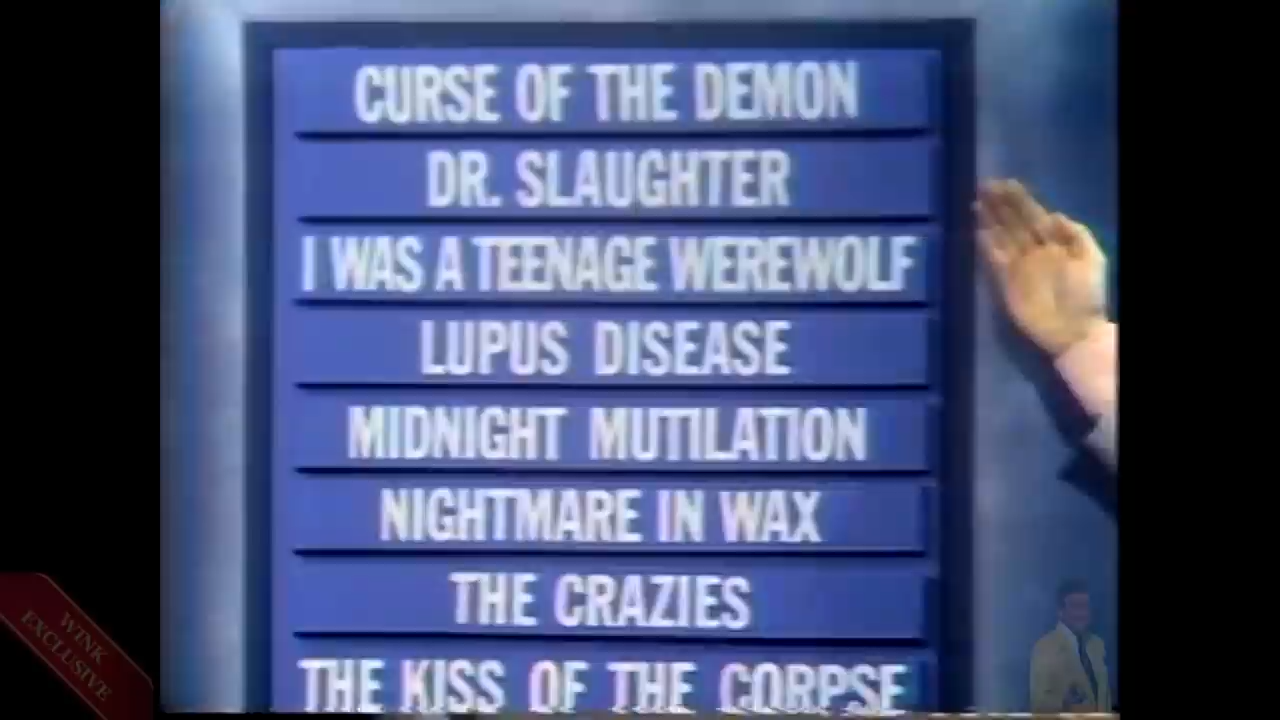 CURSE OF THE DEMON
DR. SLAUGHTER
I WAS A TEENAGE WEREWOLF
LUPUS DISEASE
MIDNIGHT MUTILATION
NIGHTMARE IN WAX
THE CRAZIES
THE KISS OF THE CORPSE
WINK
EXCLUSIVE